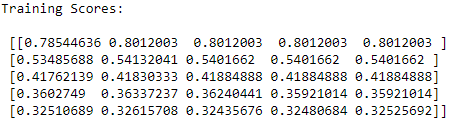 Training Scores:
[[0.78544636 0.8012003 0.8012003 0.8012003 0.8012003 ]
[0.53485688 0.54132041 0.5401662 0.5401662 0.5401662 ]
[0.41762139 0.41830333 0.41884888 0.41884888 0.41884888]
[0.3602749 0.36337237 0.36240441 0.35921014 0.35921014]
[0.32510689 0.32615708 0.32435676 0.32480684 0.32525692]]